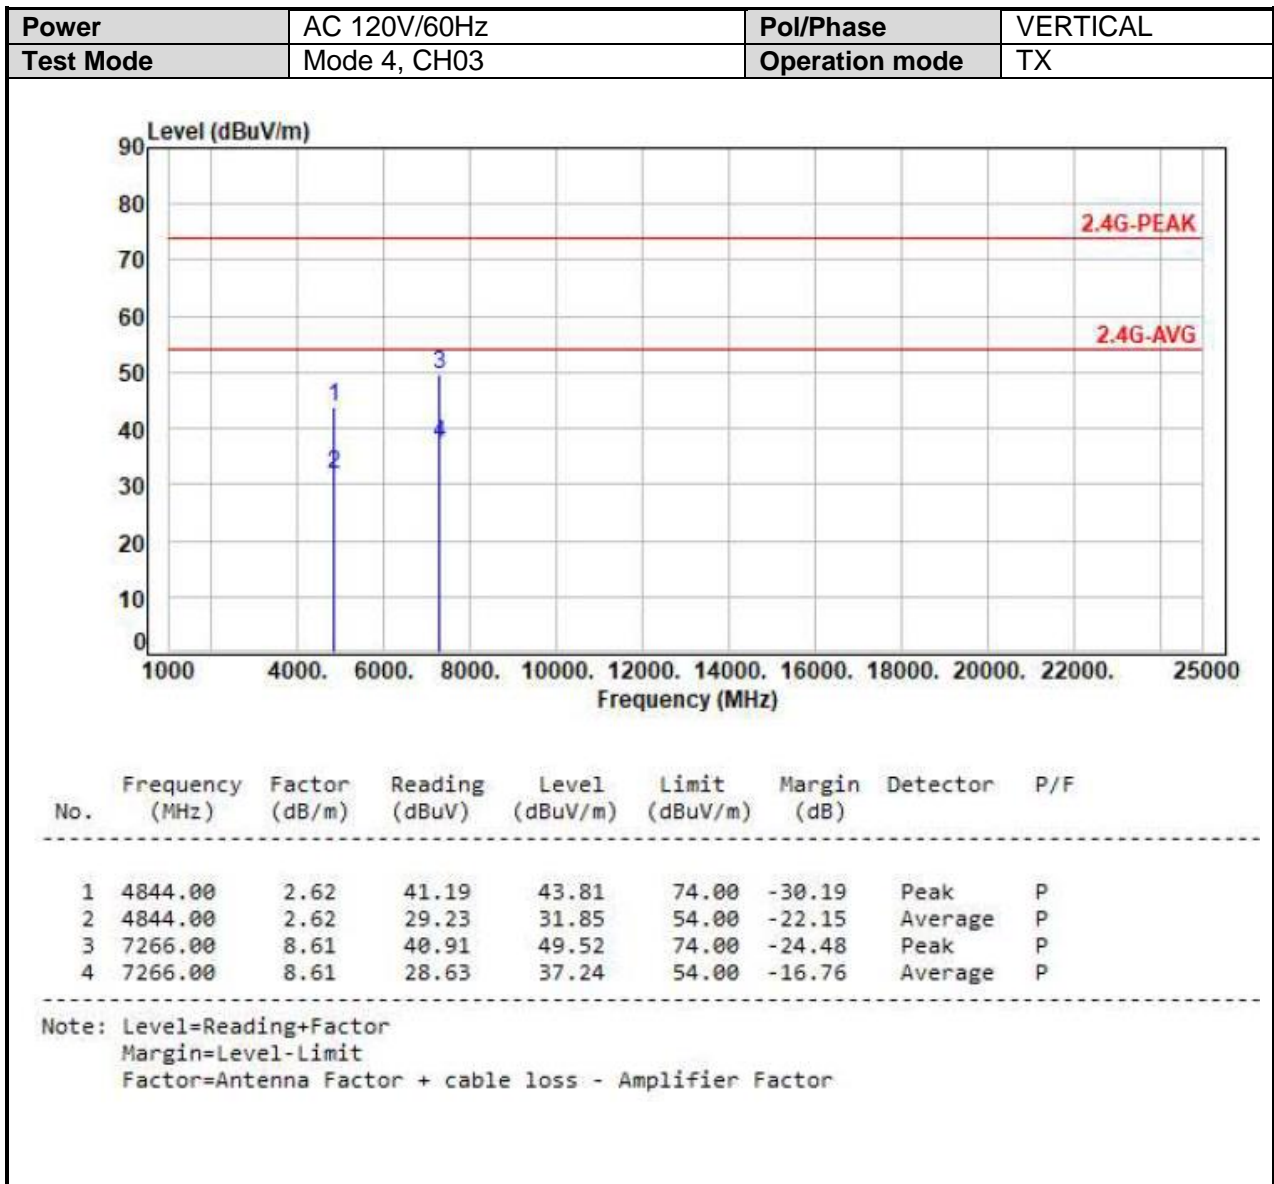 Power AC 120V/60Hz Pol/Phase VERTICAL
Test Mode Mode 4, CH03 Operation mode TX
Level (dBuV/m)
90
80
2.4G-PEAK
70
60
2.4G-AVG
3
50
1
40 4
2
30
20
10
0
1000 4000. 6000. 8000. 10000. 12000. 14000. 16000. 18000. 20000. 22000. 25000
Frequency (MHz)
Frequency Factor Reading Level Limit Margin Detector P/F
No. (MHz) (dB/m) (dBuV) (dBuV/m) (dBuV/m) (dB)
1 4844.00 2.62 41.19 43.81 74.00 -30.19 Peak P
2 4844.00 2.62 29.23 31.85 54.00 -22.15 Average P
3 7266.00 8.61 40.91 49.52 74.00 -24.48 Peak P
4 7266.00 8.61 28.63 37.24 54.00 -16.76 Average P
Note: Level=Reading+Factor
Margin=Level-Limit
Factor=Antenna Factor + cable loss - Amplifier Factor